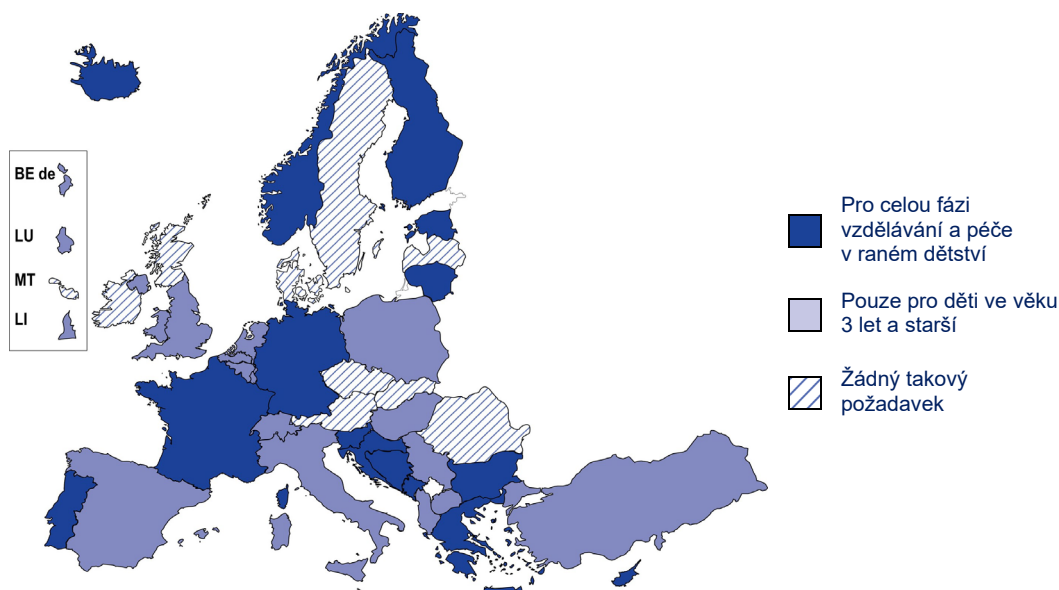 BE de
LU
MT
LI
Pro celou fázi
vzdělávání a péče
v raném dětství
Pouze pro děti ve věku
3 let a starší
Žádný takový
požadavek